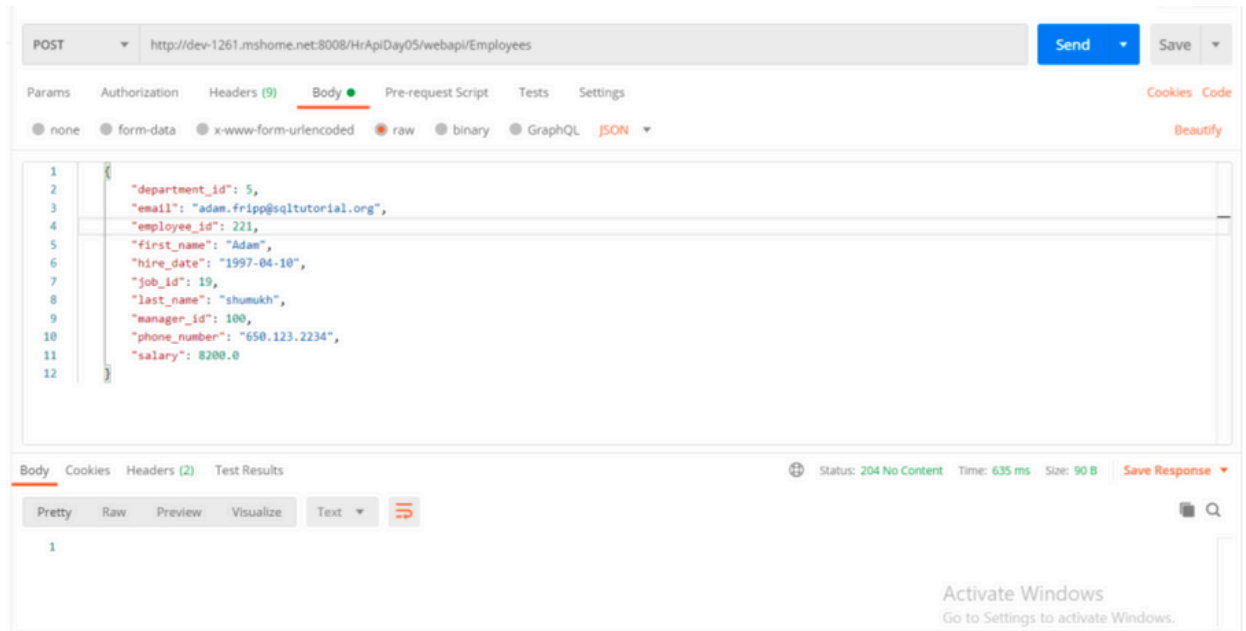 POST http://dev-1261.mshome.net:8008/HrApiDay05/webapi/Employees Send Save
Params Authorization Headers (9) Body Pre-request Script Tests Settings Cookies Code
none form-data x-www-form-urlencoded raw binary GraphQL JSON Beautify
1 {
2 "department_id": 5,
3 "email": "adam.fripp@sqltutorial.org",
4 "employee_id": 221,
5 "first_name": "Adam",
6 "hire_date": "1997-04-10",
7 "job_id": 19,
8 "last_name": "shumukh",
9 "manager_id": 100,
10 "phone_number": "650.123.2234",
11 "salary": 8200.0
12 }
Body Cookies Headers (2) Test Results Status: 204 No Content Time: 635 ms Size: 90 B Save Response
Pretty Raw Preview Visualize Text
1
Activate Windows
Go to Settings to activate Windows.